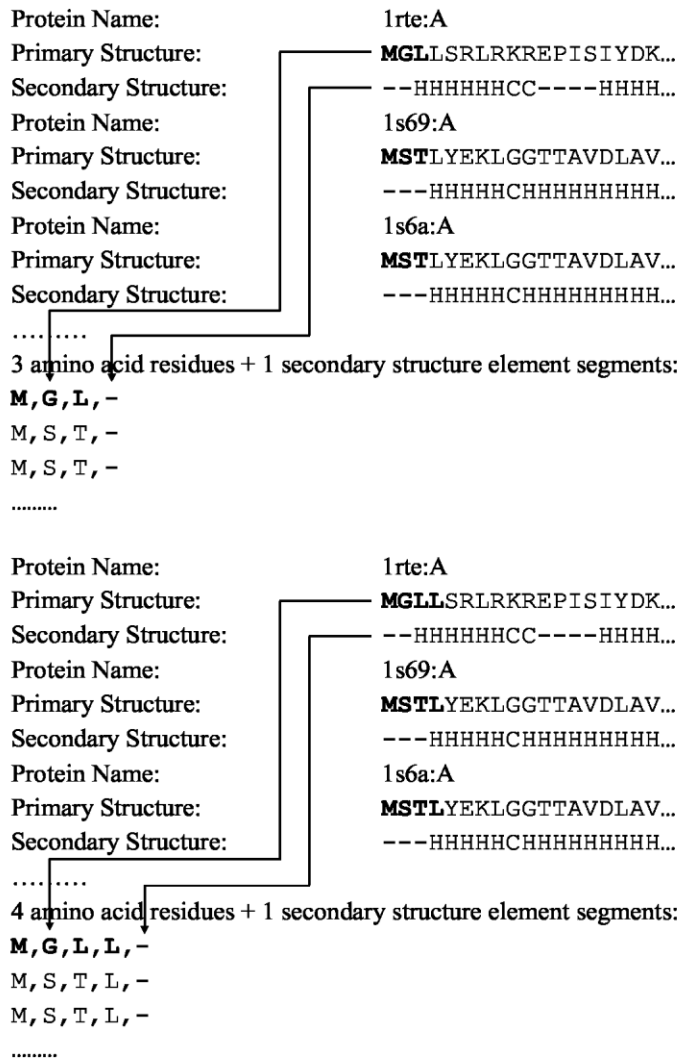 Protein Name: 1rte:A
Primary Structure: MGLLSRLRKREPISIYDK...
Secondary Structure: --HHHHHHCC----HHHH...
Protein Name: 1s69:A
Primary Structure: MSTLYEKLGGTTAVDLAV...
Secondary Structure: ---HHHHHCHHHHHHHHH...
Protein Name: 1s6a:A
Primary Structure: MSTLYEKLGGTTAVDLAV...
Secondary Structure: ---HHHHHCHHHHHHHHH...
.........
3 amino acid residues + 1 secondary structure element segments:
M,G,L,-
M,S,T,-
M,S,T,-
.........
Protein Name: 1rte:A
Primary Structure: MGLLSRLRKREPISIYDK...
Secondary Structure: --HHHHHHCC----HHHH...
Protein Name: 1s69:A
Primary Structure: MSTLYEKLGGTTAVDLAV...
Secondary Structure: ---HHHHHCHHHHHHHHH...
Protein Name: 1s6a:A
Primary Structure: MSTLYEKLGGTTAVDLAV...
Secondary Structure: ---HHHHHCHHHHHHHHH...
.........
4 amino acid residues + 1 secondary structure element segments:
M,G,L,L,-
M,S,T,L,-
M,S,T,L,-
.........